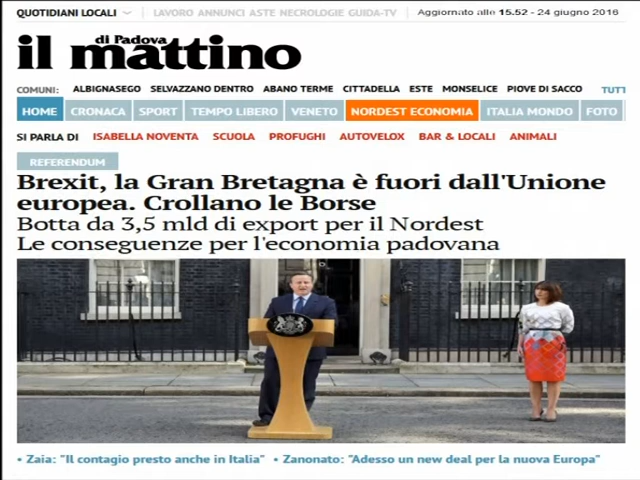 QUOTIDIANI LOCALI LAVORO ANNUNCI ASTE NECROLOGIE GUIDA-TV Aggiornato alle 15.52 - 24 giugno 2016
il mattino di Padova
COMUNI: ALBIGNASEGO SELVAZZANO DENTRO ABANO TERME CITTADELLA ESTE MONSELICE PIOVE DI SACCO TUTT
HOME CRONACA SPORT TEMPO LIBERO VENETO NORDEST ECONOMIA ITALIA MONDO FOTO
SI PARLA DI ISABELLA NOVENTA SCUOLA PROFUGHI AUTOVELOX BAR & LOCALI ANIMALI
REFERENDUM
Brexit, la Gran Bretagna è fuori dall'Unione
europea. Crollano le Borse
Botta da 3,5 mld di export per il Nordest
Le conseguenze per l'economia padovana
• Zaia: "Il contagio presto anche in Italia" • Zanonato: "Adesso un new deal per la nuova Europa"